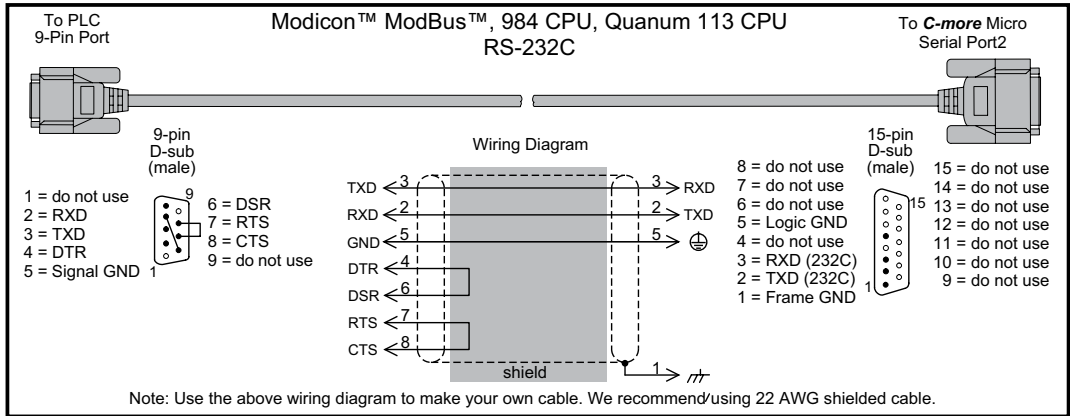 To PLC
9-Pin Port
Modicon™ ModBus™, 984 CPU, Quanum 113 CPU
RS-232C
To C-more Micro
Serial Port2
9-pin
D-sub
(male)
1 = do not use
2 = RXD
3 = TXD
4 = DTR
5 = Signal GND
9
1
6 = DSR
7 = RTS
8 = CTS
9 = do not use
Wiring Diagram
TXD 3 3 RXD
RXD 2 2 TXD
GND 5 5
DTR 4
DSR 6
RTS 7
CTS 8
shield
1
15-pin
D-sub
(male)
8 = do not use
7 = do not use
6 = do not use
5 = Logic GND
4 = do not use
3 = RXD (232C)
2 = TXD (232C)
1 = Frame GND
15
1
15 = do not use
14 = do not use
13 = do not use
12 = do not use
11 = do not use
10 = do not use
9 = do not use
Note: Use the above wiring diagram to make your own cable. We recommend using 22 AWG shielded cable.